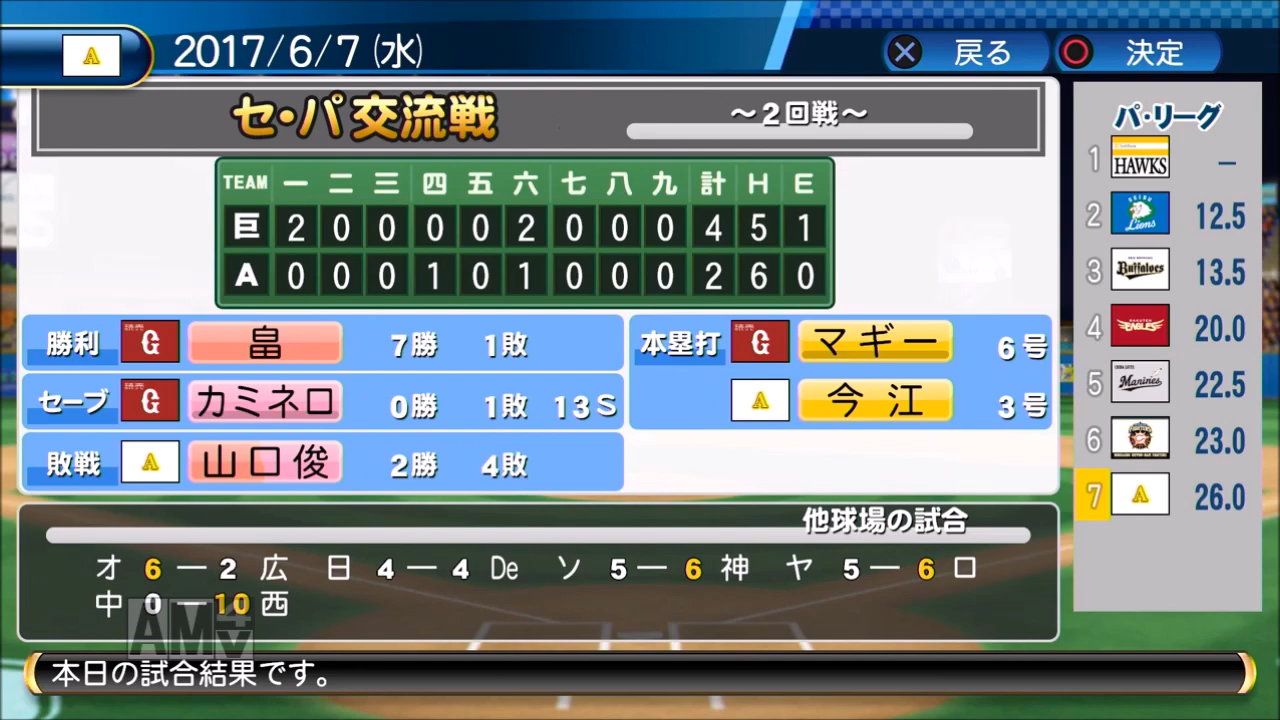 A 2017/6/7(水) 戻る 決定
セ・パ交流戦 ～2回戦～
TEAM 一 二 三 四 五 六 七 八 九 計 H E
巨 2 0 0 0 0 2 0 0 0 4 5 1
A 0 0 0 1 0 1 0 0 0 2 6 0
勝利 G 畠 7勝 1敗
セーブ G カミネロ 0勝 1敗 13S
敗戦 A 山口俊 2勝 4敗
本塁打 G マギー 6号
A 今江 3号
パ・リーグ
1 HAWKS －
2 Lions 12.5
3 Buffaloes 13.5
4 EAGLES 20.0
5 Marines 22.5
6 23.0
7 A 26.0
他球場の試合
オ 6－2 広 日 4－4 De ソ 5－6 神 ヤ 5－6 ロ
中 0－10 西
AM4V
本日の試合結果です。